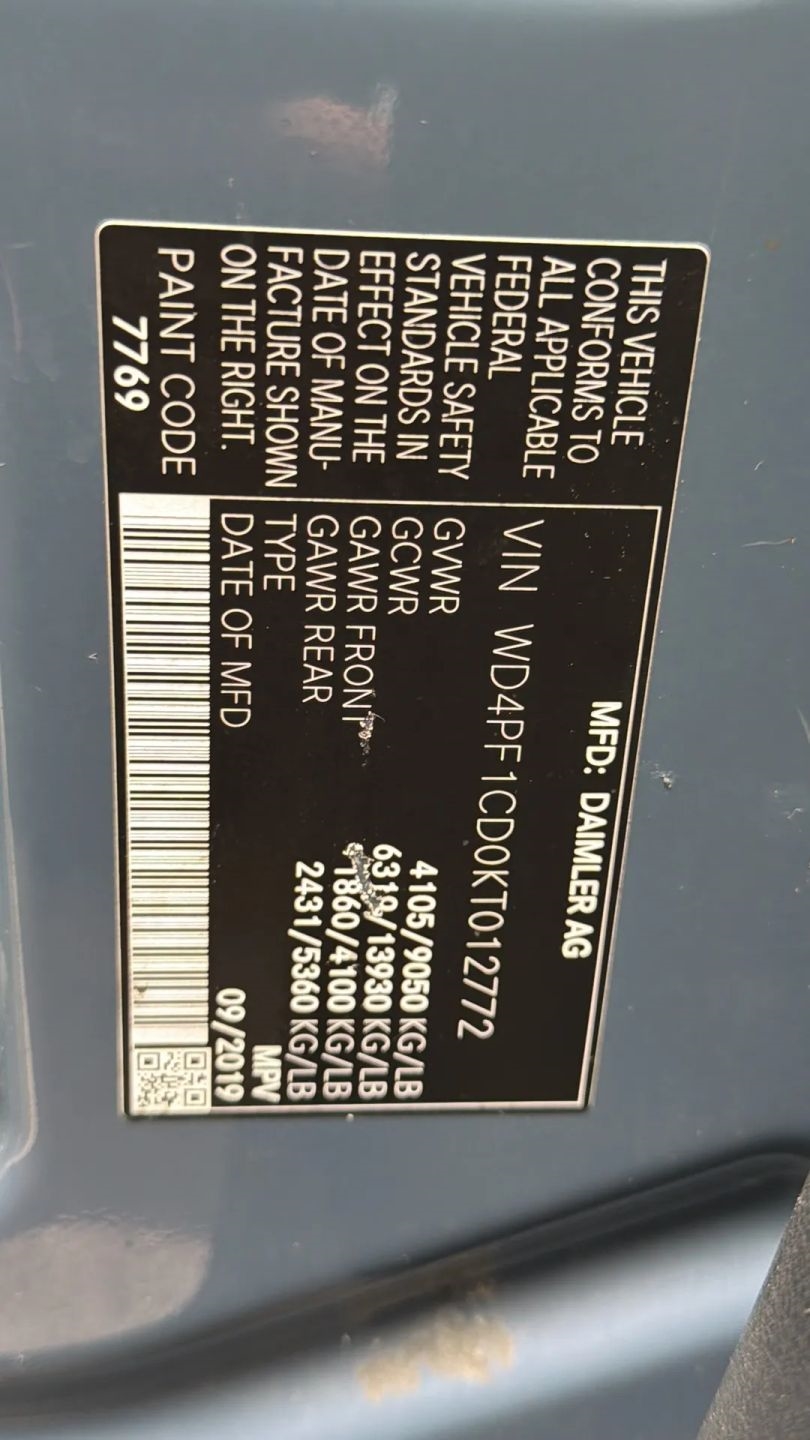 THIS VEHICLE
CONFORMS TO
ALL APPLICABLE
FEDERAL
VEHICLE SAFETY
STANDARDS IN
EFFECT ON THE
DATE OF MANU-
FACTURE SHOWN
ON THE RIGHT.
PAINT CODE
7769
MFD: DAIMLER AG
VIN WD4PF1CD0KT012772
GVWR 4105/9050 KG/LB
GCWR 6319/13930 KG/LB
GAWR FRONT 1860/4100 KG/LB
GAWR REAR 2431/5360 KG/LB
TYPE MPV
DATE OF MFD 09/2019